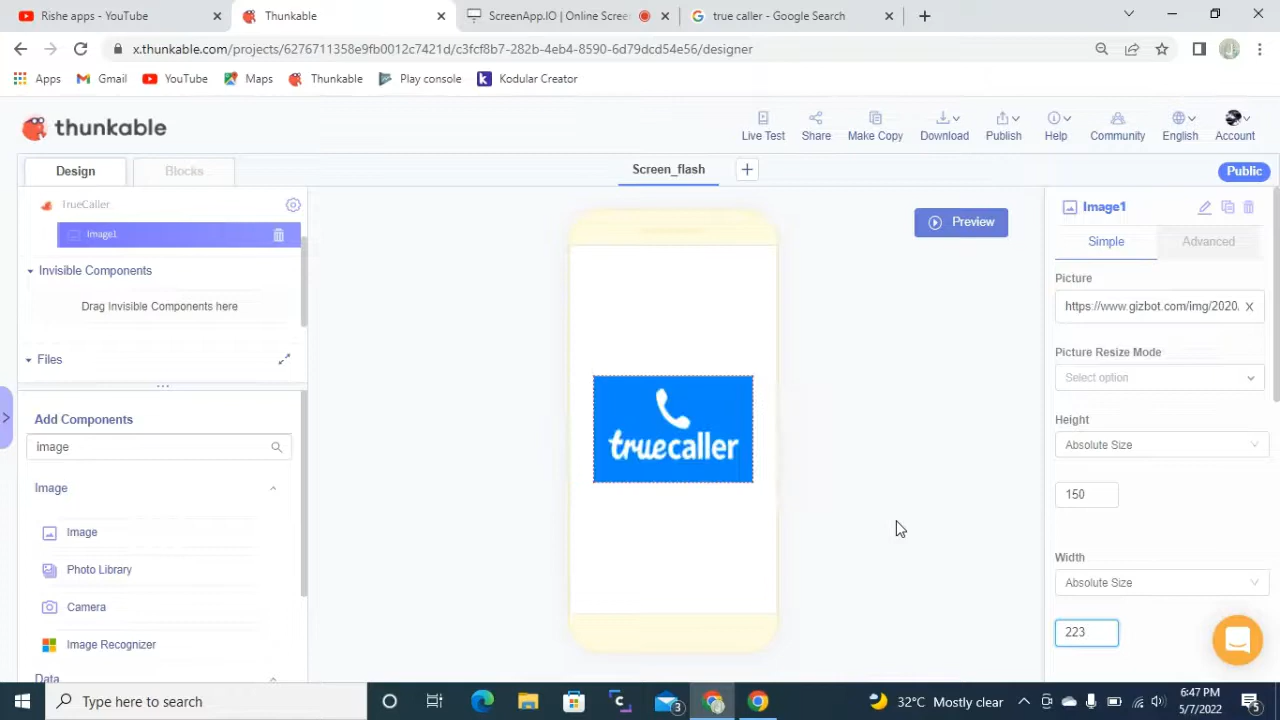 Rishe apps - YouTube
Thunkable
ScreenApp.IO | Online Screen
true caller - Google Search
x.thunkable.com/projects/6276711358e9fb0012c7421d/c3fcf8b7-282b-4eb4-8590-6d79dcd54e56/designer
Apps
Gmail
YouTube
Maps
Thunkable
Play console
Kodular Creator
thunkable
Live Test
Share
Make Copy
Download
Publish
Help
Community
English
Account
Design
Blocks
Screen_flash
Public
TrueCaller
Image1
Preview
Image1
Simple
Advanced
Invisible Components
Drag Invisible Components here
Files
Picture
https://www.gizbot.com/img/2020.
Picture Resize Mode
Select option
Add Components
image
Height
Absolute Size
truecaller
Image
150
Image
Photo Library
Camera
Image Recognizer
Data
Width
Absolute Size
223
Type here to search
3
32°C Mostly clear
6:47 PM
5/7/2022
5